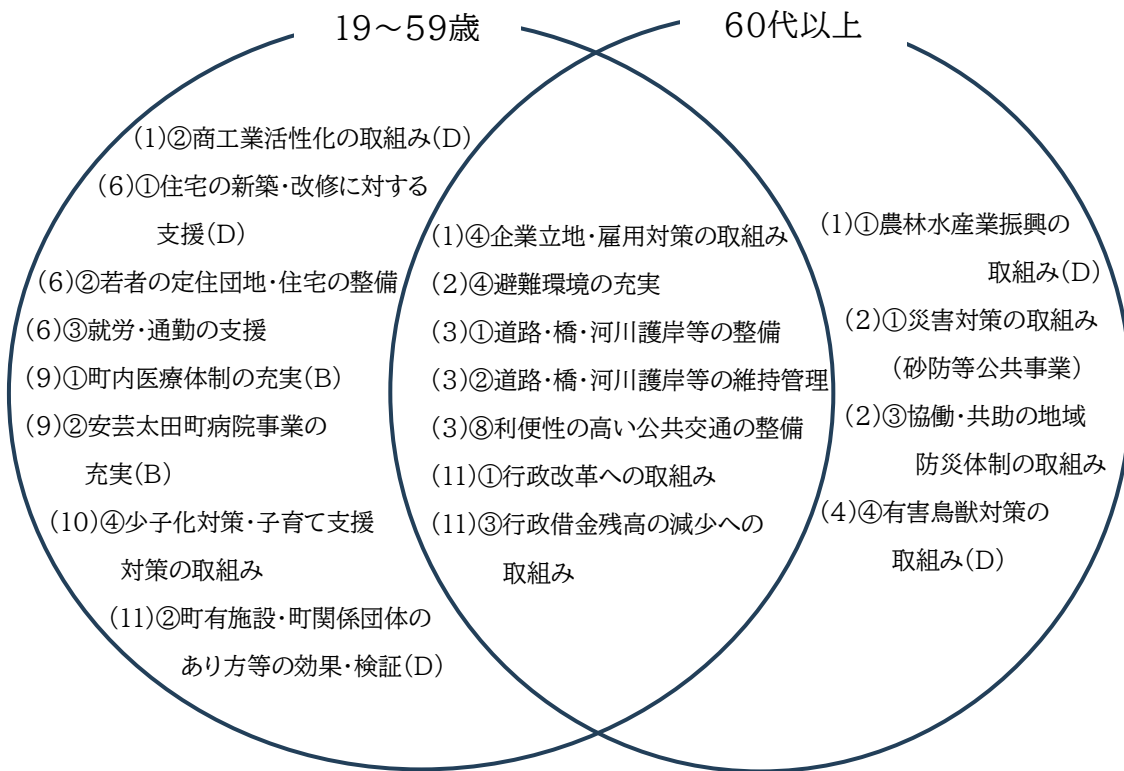 19～59歳
60代以上
(1)②商工業活性化の取組み(D)
(6)①住宅の新築・改修に対する
支援(D)
(6)②若者の定住団地・住宅の整備
(6)③就労・通勤の支援
(9)①町内医療体制の充実(B)
(9)②安芸太田町病院事業の
充実(B)
(10)④少子化対策・子育て支援
対策の取組み
(11)②町有施設・町関係団体の
あり方等の効果・検証(D)
(1)④企業立地・雇用対策の取組み
(2)④避難環境の充実
(3)①道路・橋・河川護岸等の整備
(3)②道路・橋・河川護岸等の維持管理
(3)⑧利便性の高い公共交通の整備
(11)①行政改革への取組み
(11)③行政借金残高の減少への
取組み
(1)①農林水産業振興の
取組み(D)
(2)①災害対策の取組み
(砂防等公共事業)
(2)③協働・共助の地域
防災体制の取組み
(4)④有害鳥獣対策の
取組み(D)